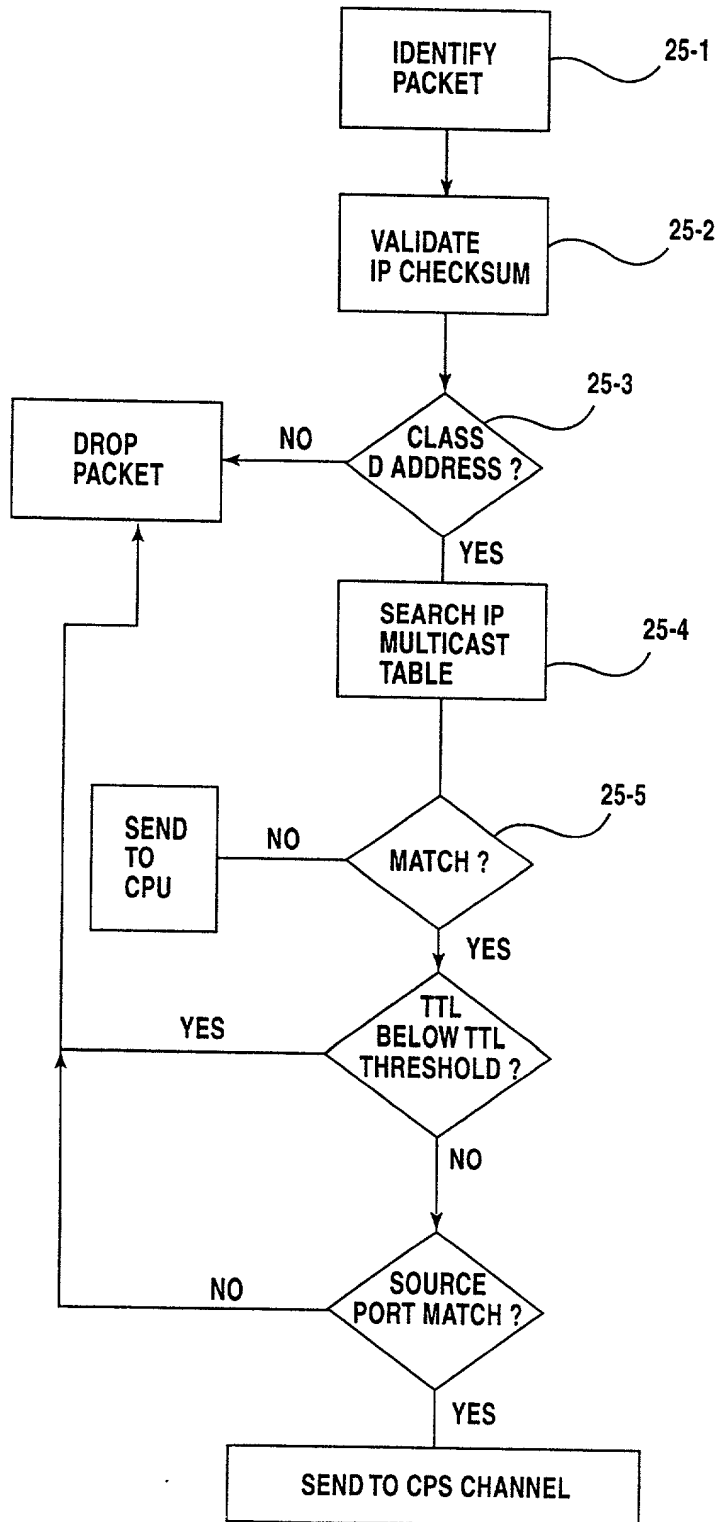 IDENTIFY
PACKET
25-1
VALIDATE
IP CHECKSUM
25-2
25-3
CLASS
D ADDRESS ?
NO
DROP
PACKET
YES
SEARCH IP
MULTICAST
TABLE
25-4
25-5
MATCH ?
NO
SEND
TO
CPU
YES
TTL
BELOW TTL
THRESHOLD ?
YES
NO
SOURCE
PORT MATCH ?
NO
YES
SEND TO CPS CHANNEL